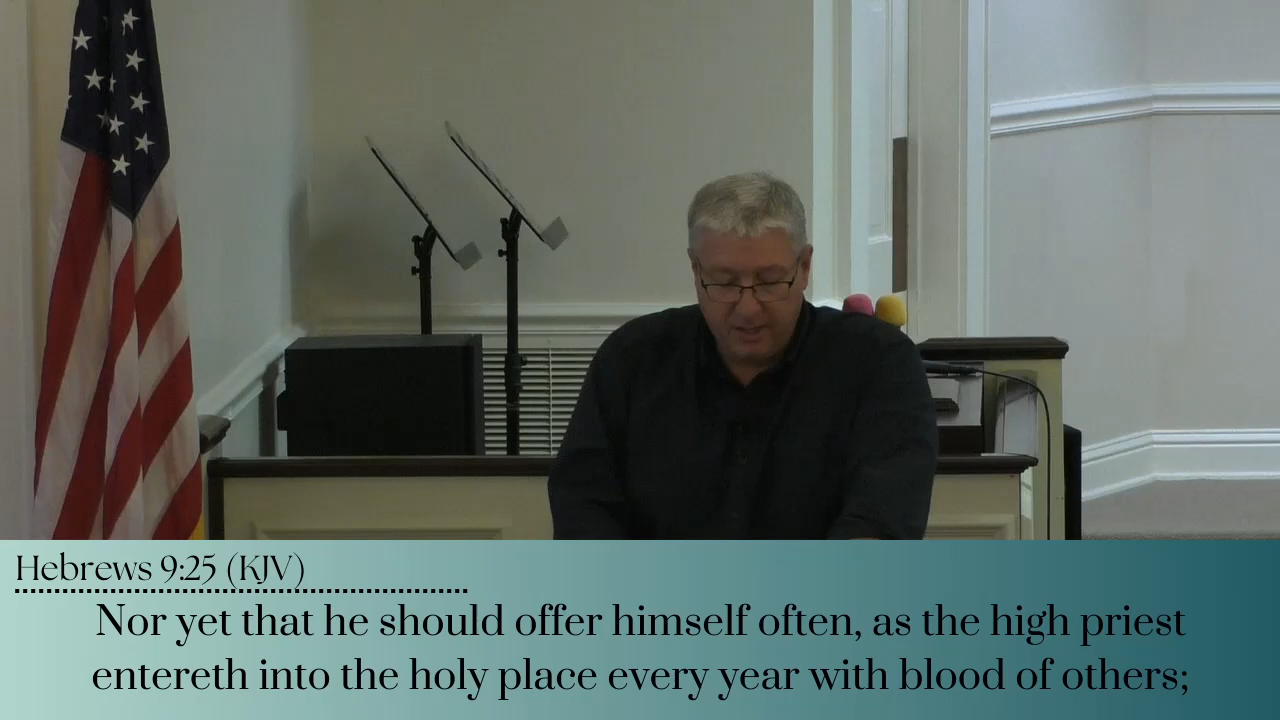 Hebrews 9:25 (KJV)
Nor yet that he should offer himself often, as the high priest
entereth into the holy place every year with blood of others;